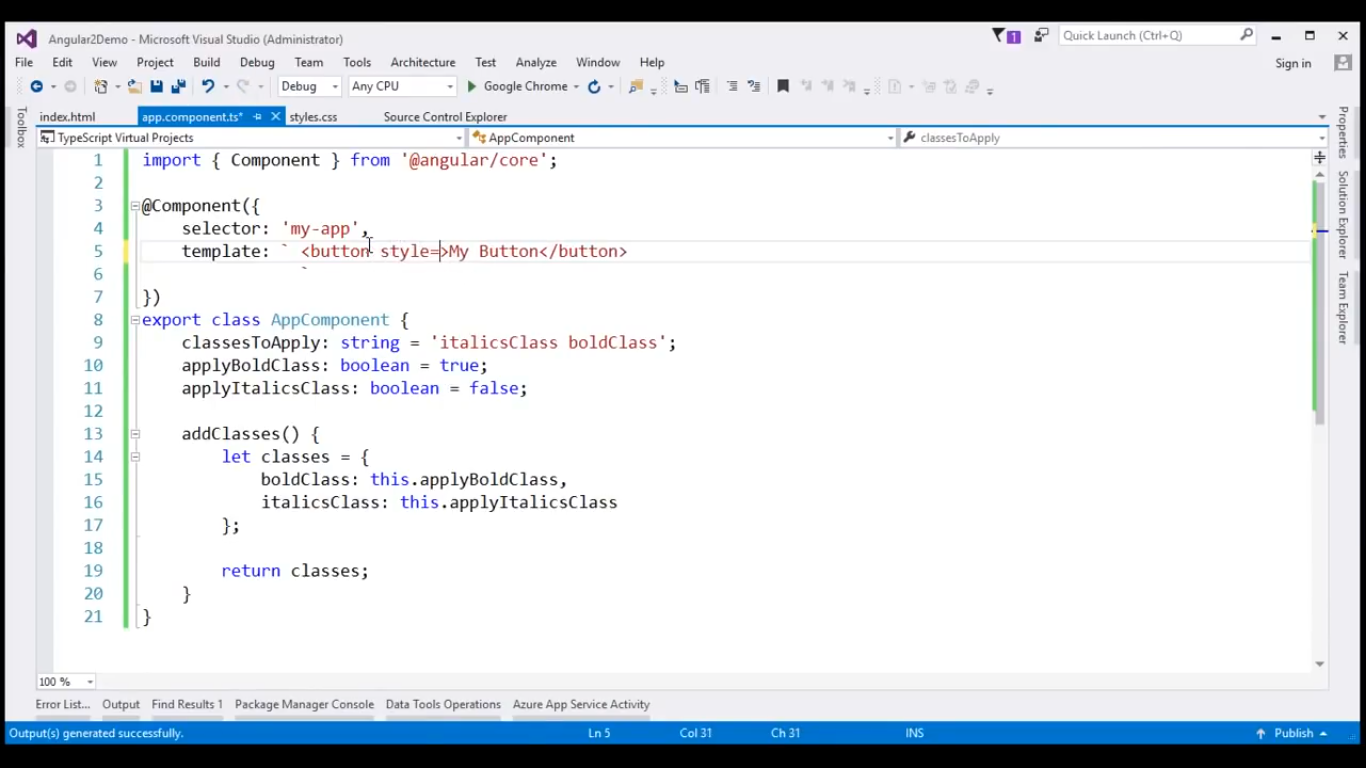 Angular2Demo - Microsoft Visual Studio (Administrator)
1
Quick Launch (Ctrl+Q)
File Edit View Project Build Debug Team Tools Architecture Test Analyze Window Help
Sign in
Debug Any CPU Google Chrome
index.html app.component.ts* styles.css Source Control Explorer
TypeScript Virtual Projects AppComponent classesToApply
Toolbox
Properties
Solution Explorer
Team Explorer
1 import { Component } from '@angular/core';
2
3 @Component({
4 selector: 'my-app',
5 template: ` <button style=>My Button</button>
6 `
7 })
8 export class AppComponent {
9 classesToApply: string = 'italicsClass boldClass';
10 applyBoldClass: boolean = true;
11 applyItalicsClass: boolean = false;
12
13 addClasses() {
14 let classes = {
15 boldClass: this.applyBoldClass,
16 italicsClass: this.applyItalicsClass
17 };
18
19 return classes;
20 }
21 }
100 %
Error List... Output Find Results 1 Package Manager Console Data Tools Operations Azure App Service Activity
Output(s) generated successfully. Ln 5 Col 31 Ch 31 INS Publish